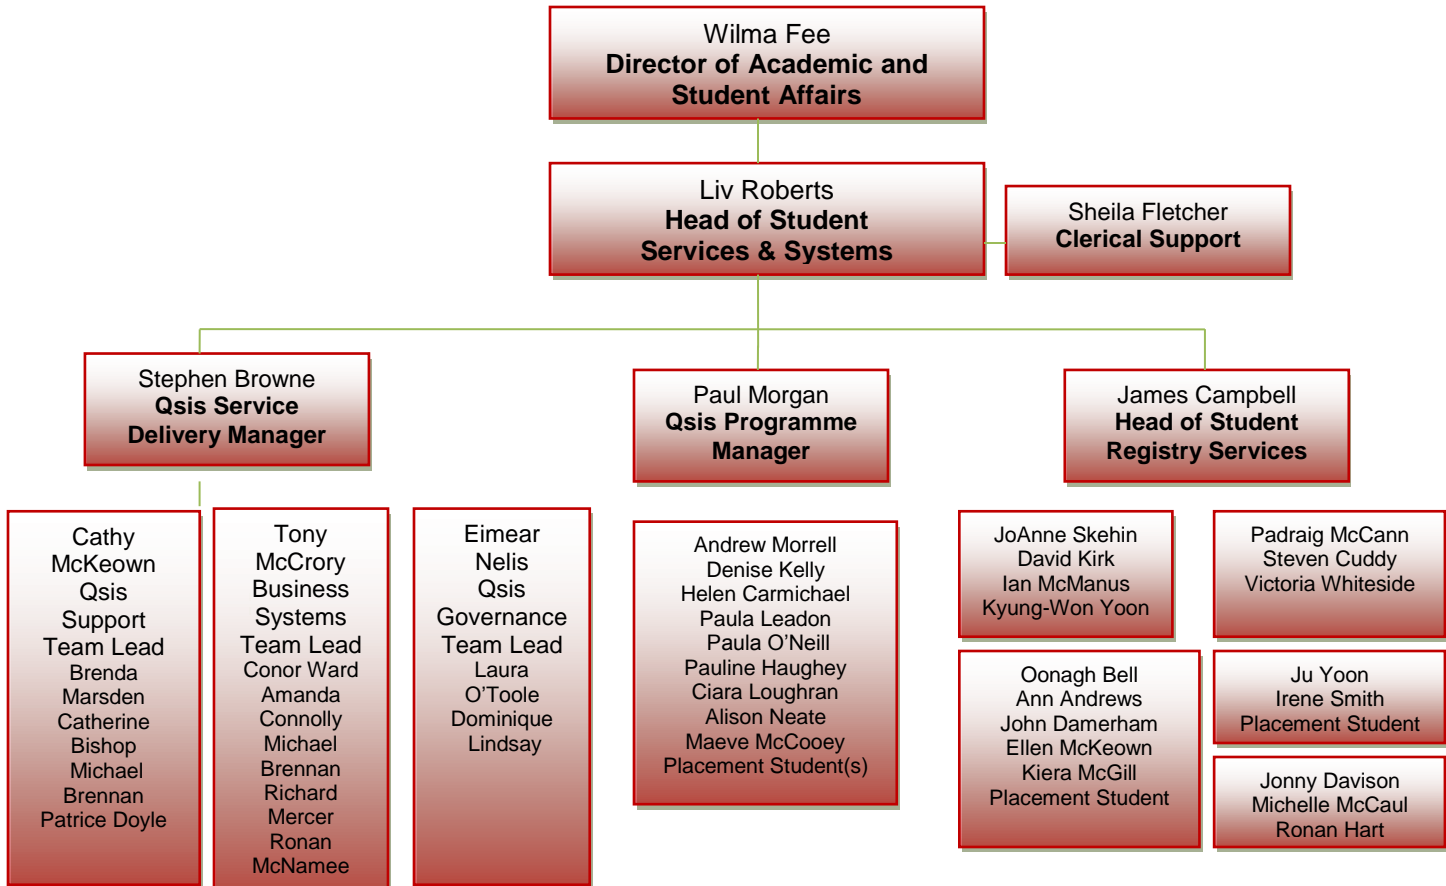 Wilma Fee
Director of Academic and
Student Affairs
Liv Roberts
Head of Student
Services & Systems
Sheila Fletcher
Clerical Support
Stephen Browne
Qsis Service
Delivery Manager
Paul Morgan
Qsis Programme
Manager
James Campbell
Head of Student
Registry Services
Cathy
McKeown
Qsis
Support
Team Lead
Brenda
Marsden
Catherine
Bishop
Michael
Brennan
Patrice Doyle
Tony
McCrory
Business
Systems
Team Lead
Conor Ward
Amanda
Connolly
Michael
Brennan
Richard
Mercer
Ronan
McNamee
Eimear
Nelis
Qsis
Governance
Team Lead
Laura
O'Toole
Dominique
Lindsay
Andrew Morrell
Denise Kelly
Helen Carmichael
Paula Leadon
Paula O’Neill
Pauline Haughey
Ciara Loughran
Alison Neate
Maeve McCooey
Placement Student(s)
JoAnne Skehin
David Kirk
Ian McManus
Kyung-Won Yoon
Padraig McCann
Steven Cuddy
Victoria Whiteside
Oonagh Bell
Ann Andrews
John Damerham
Ellen McKeown
Kiera McGill
Placement Student
Ju Yoon
Irene Smith
Placement Student
Jonny Davison
Michelle McCaul
Ronan Hart